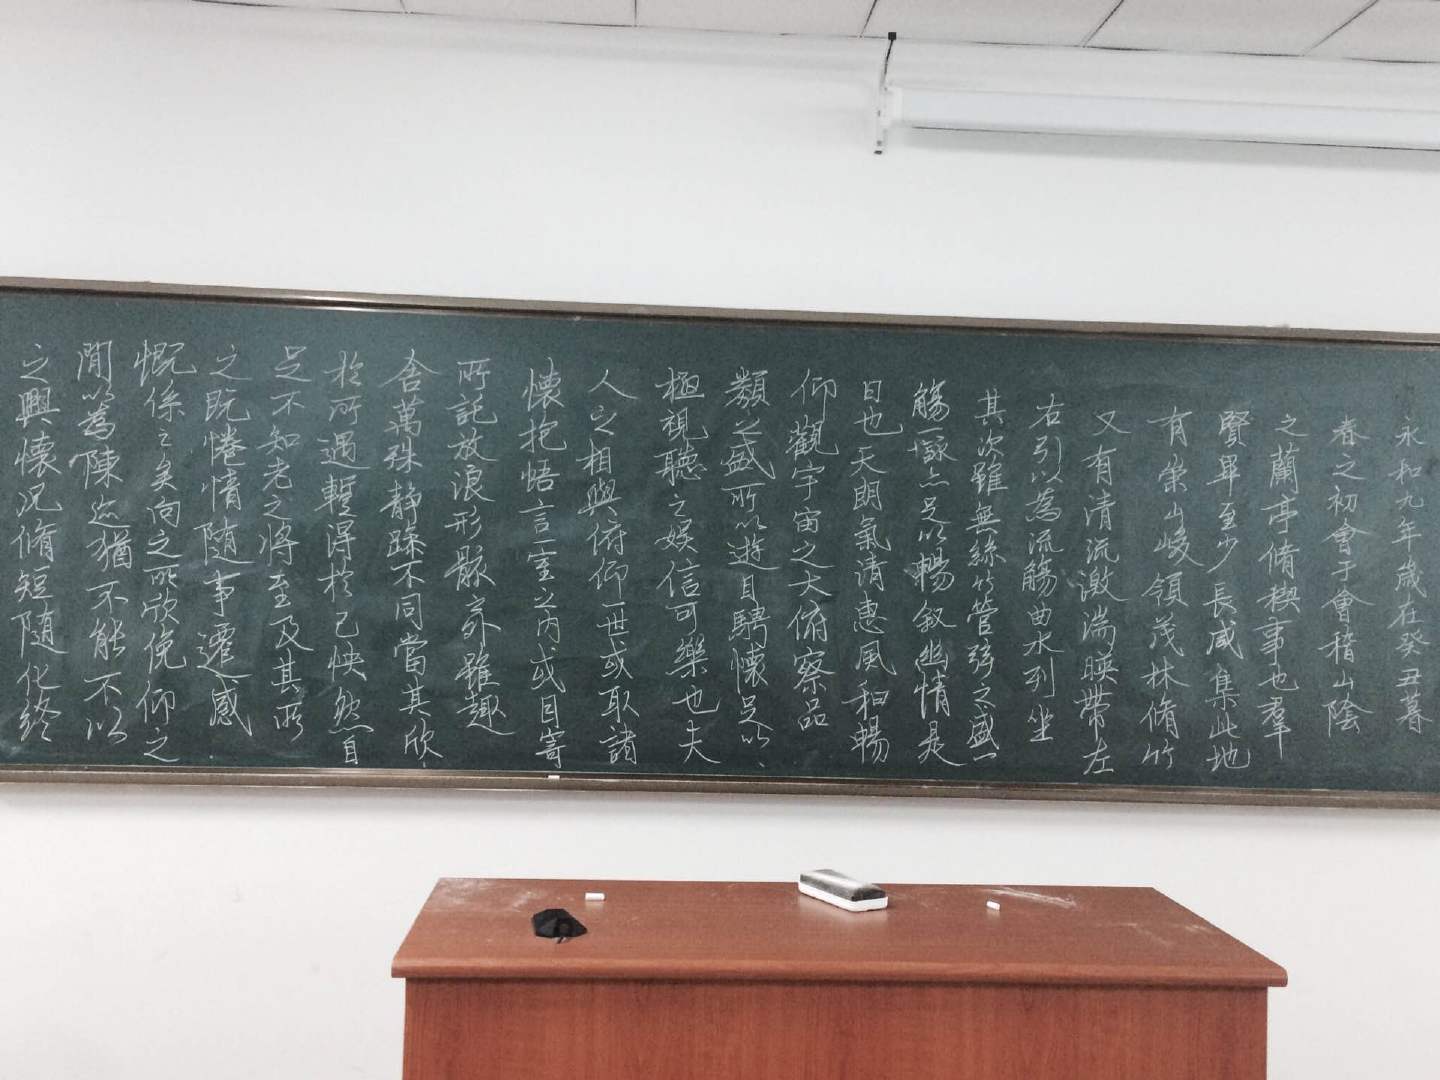 永和九年歲在癸丑暮
春之初會于會稽山陰
之蘭亭脩稧事也羣
賢畢至少長咸集此地
有崇山峻領茂林脩竹
又有清流激湍暎帶左
右引以為流觴曲水列坐
其次雖無絲竹管弦之盛一
觴一詠亦足以暢叙幽情是
日也天朗氣清惠風和暢
仰觀宇宙之大俯察品
類之盛所以遊目騁懷足以
極視聽之娛信可樂也夫
人之相與俯仰一世或取諸
懷抱悟言一室之內或因寄
所託放浪形骸之外雖趣
舍萬殊静躁不同當其欣
於所遇暫得於己怏然自
足不知老之將至及其所
之既惓情隨事遷感
慨係之矣向之所欣俛仰之
閒以為陳迹猶不能不以
之興懷況脩短隨化終